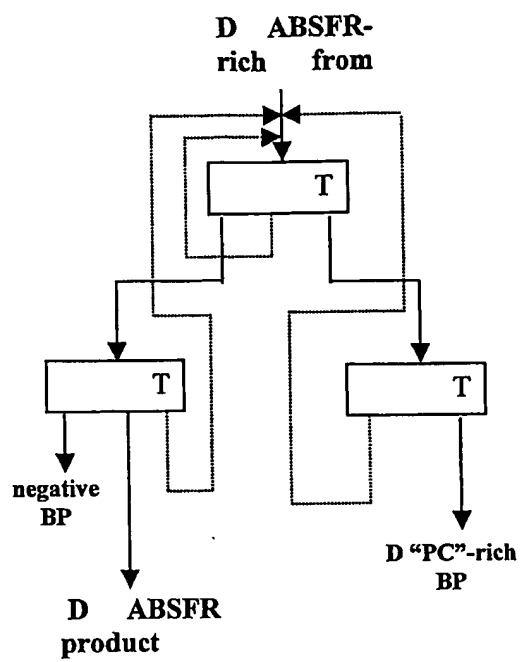 D ABSFR-
rich from
T
T
T
negative
BP
D "PC"-rich
BP
D ABSFR
product